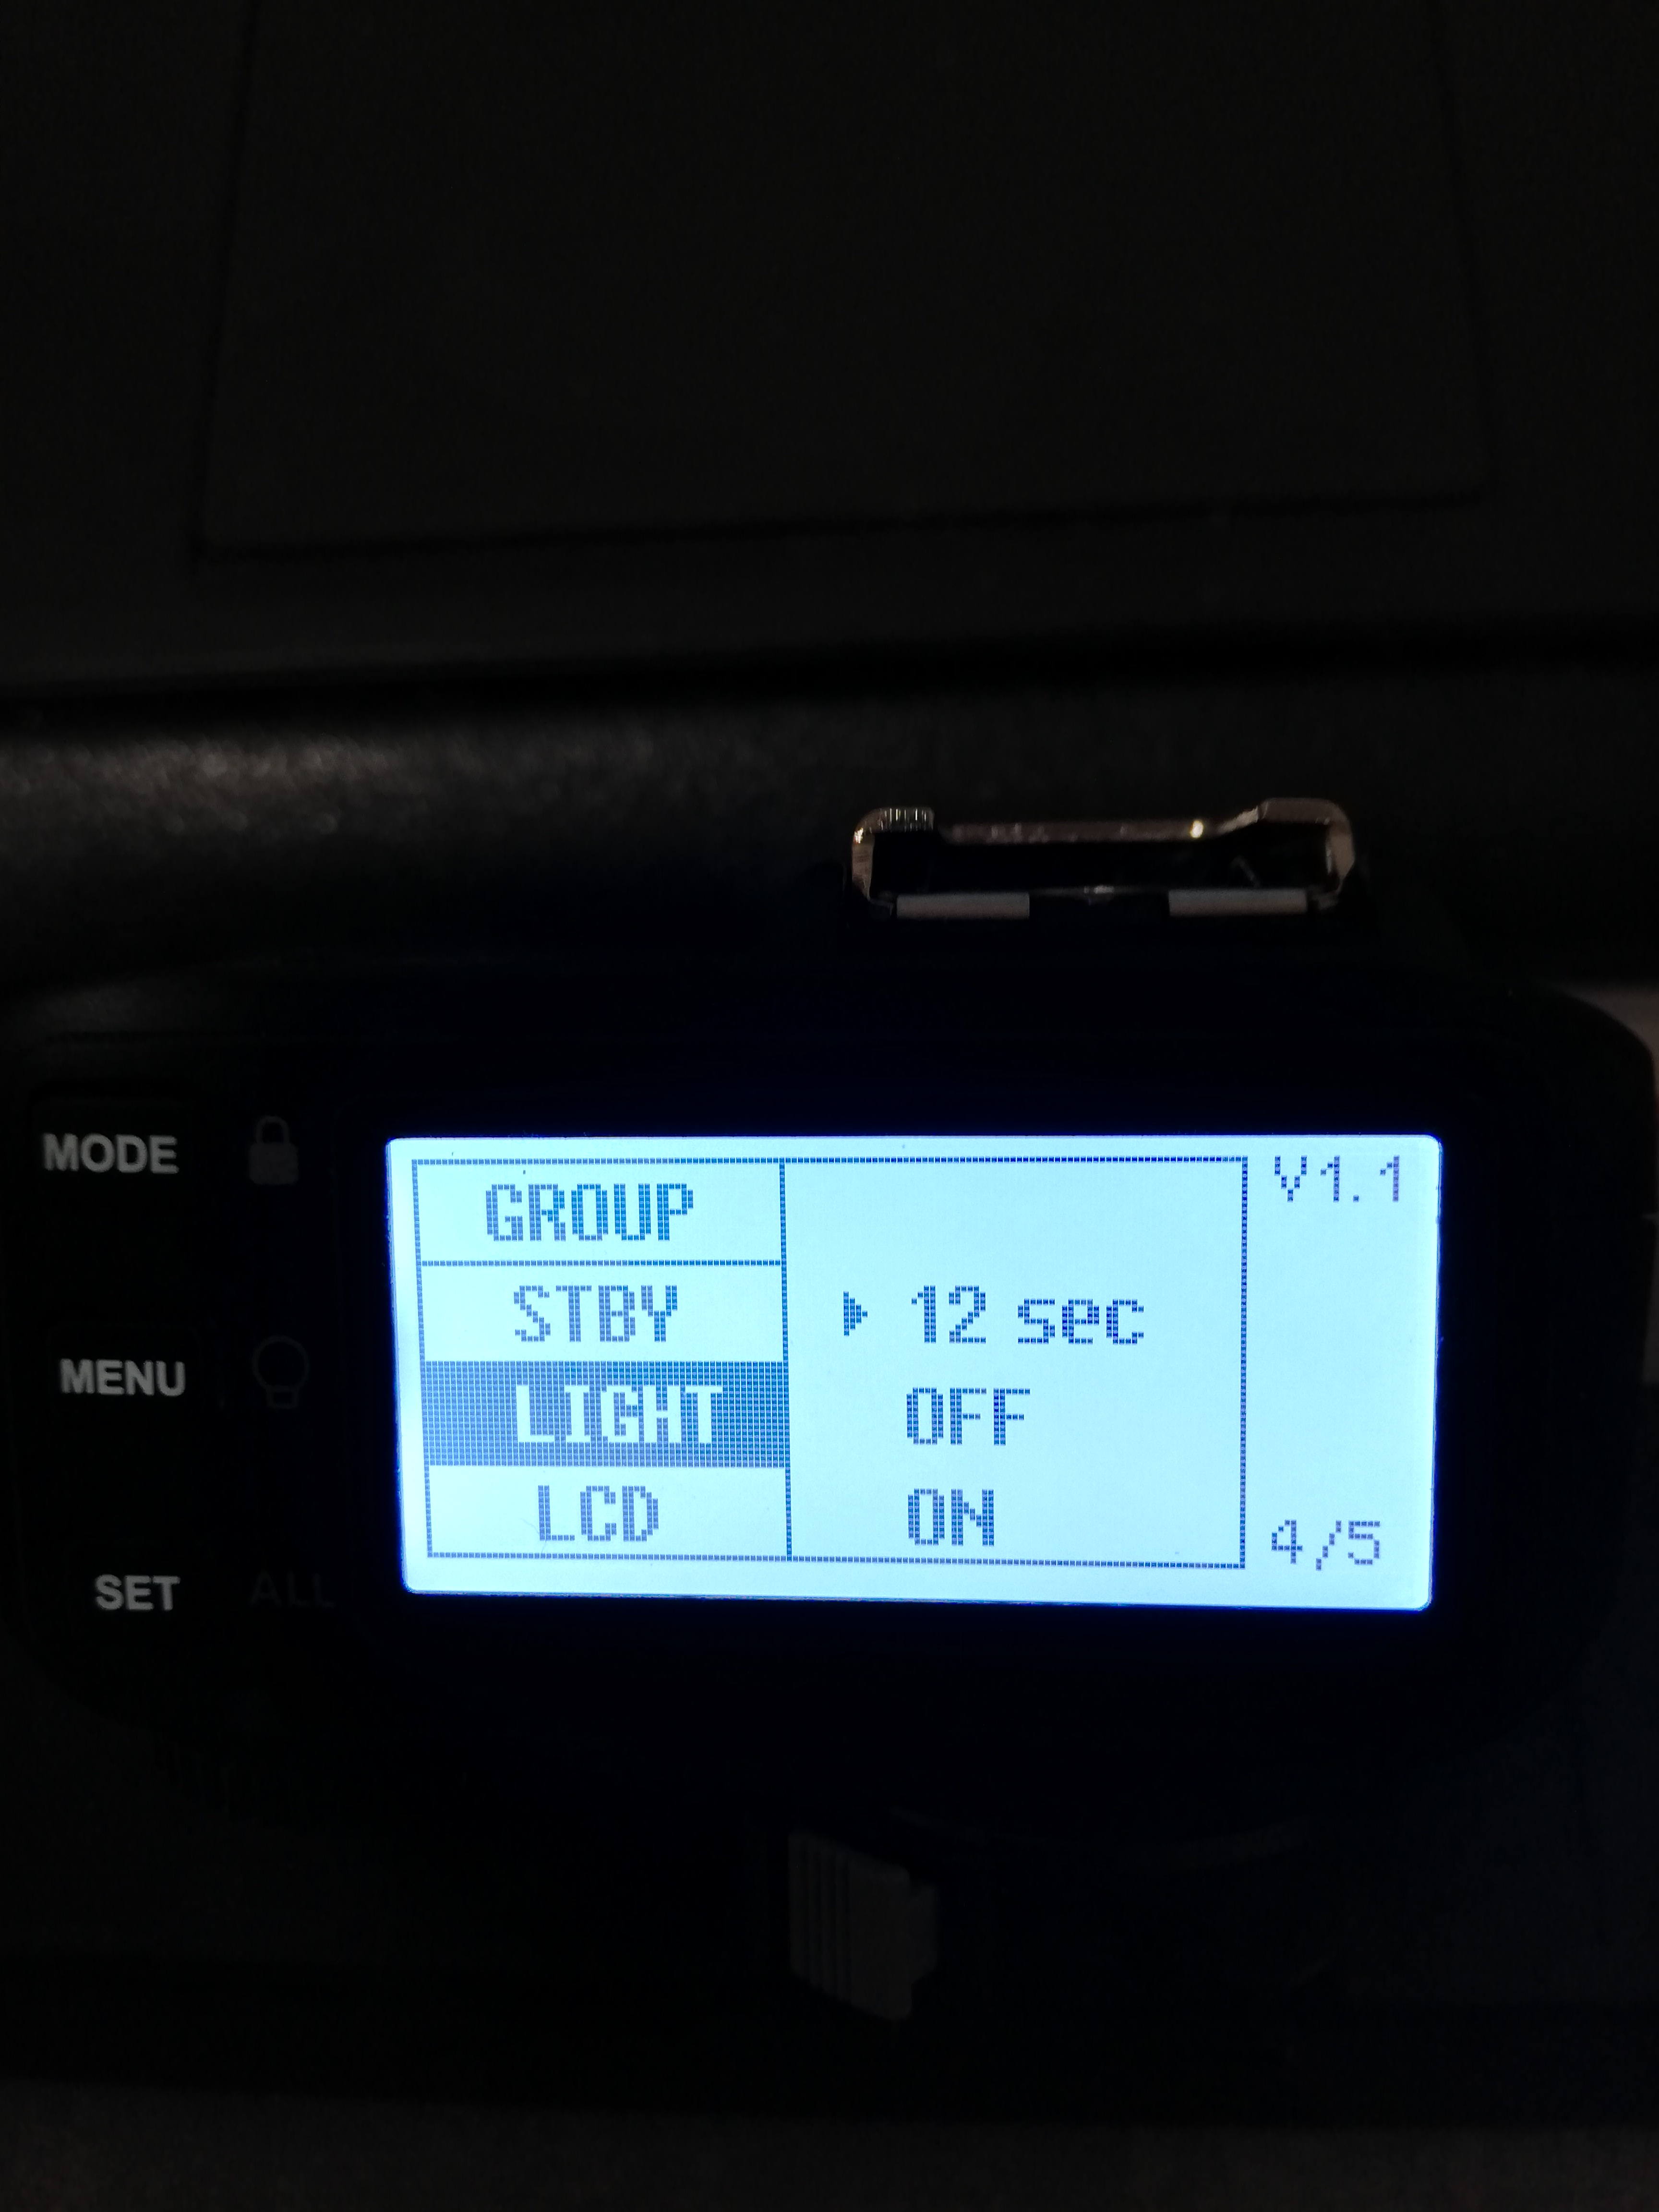 MODE
MENU
SET
ALL
GROUP
STBY
LIGHT
LCD
12 sec
OFF
ON
V1.1
4/5